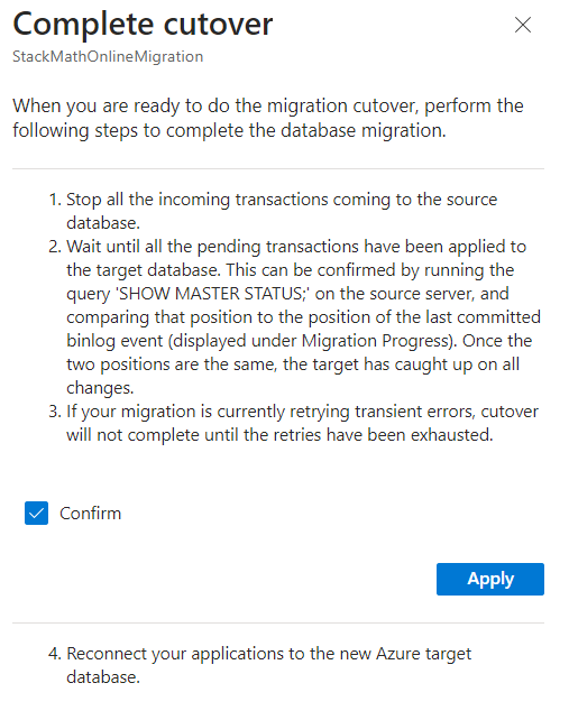 Complete cutover
StackMathOnlineMigration
When you are ready to do the migration cutover, perform the
following steps to complete the database migration.
1. Stop all the incoming transactions coming to the source
database.
2. Wait until all the pending transactions have been applied to
the target database. This can be confirmed by running the
query 'SHOW MASTER STATUS;' on the source server, and
comparing that position to the position of the last committed
binlog event (displayed under Migration Progress). Once the
two positions are the same, the target has caught up on all
changes.
3. If your migration is currently retrying transient errors, cutover
will not complete until the retries have been exhausted.
Confirm
Apply
4. Reconnect your applications to the new Azure target
database.